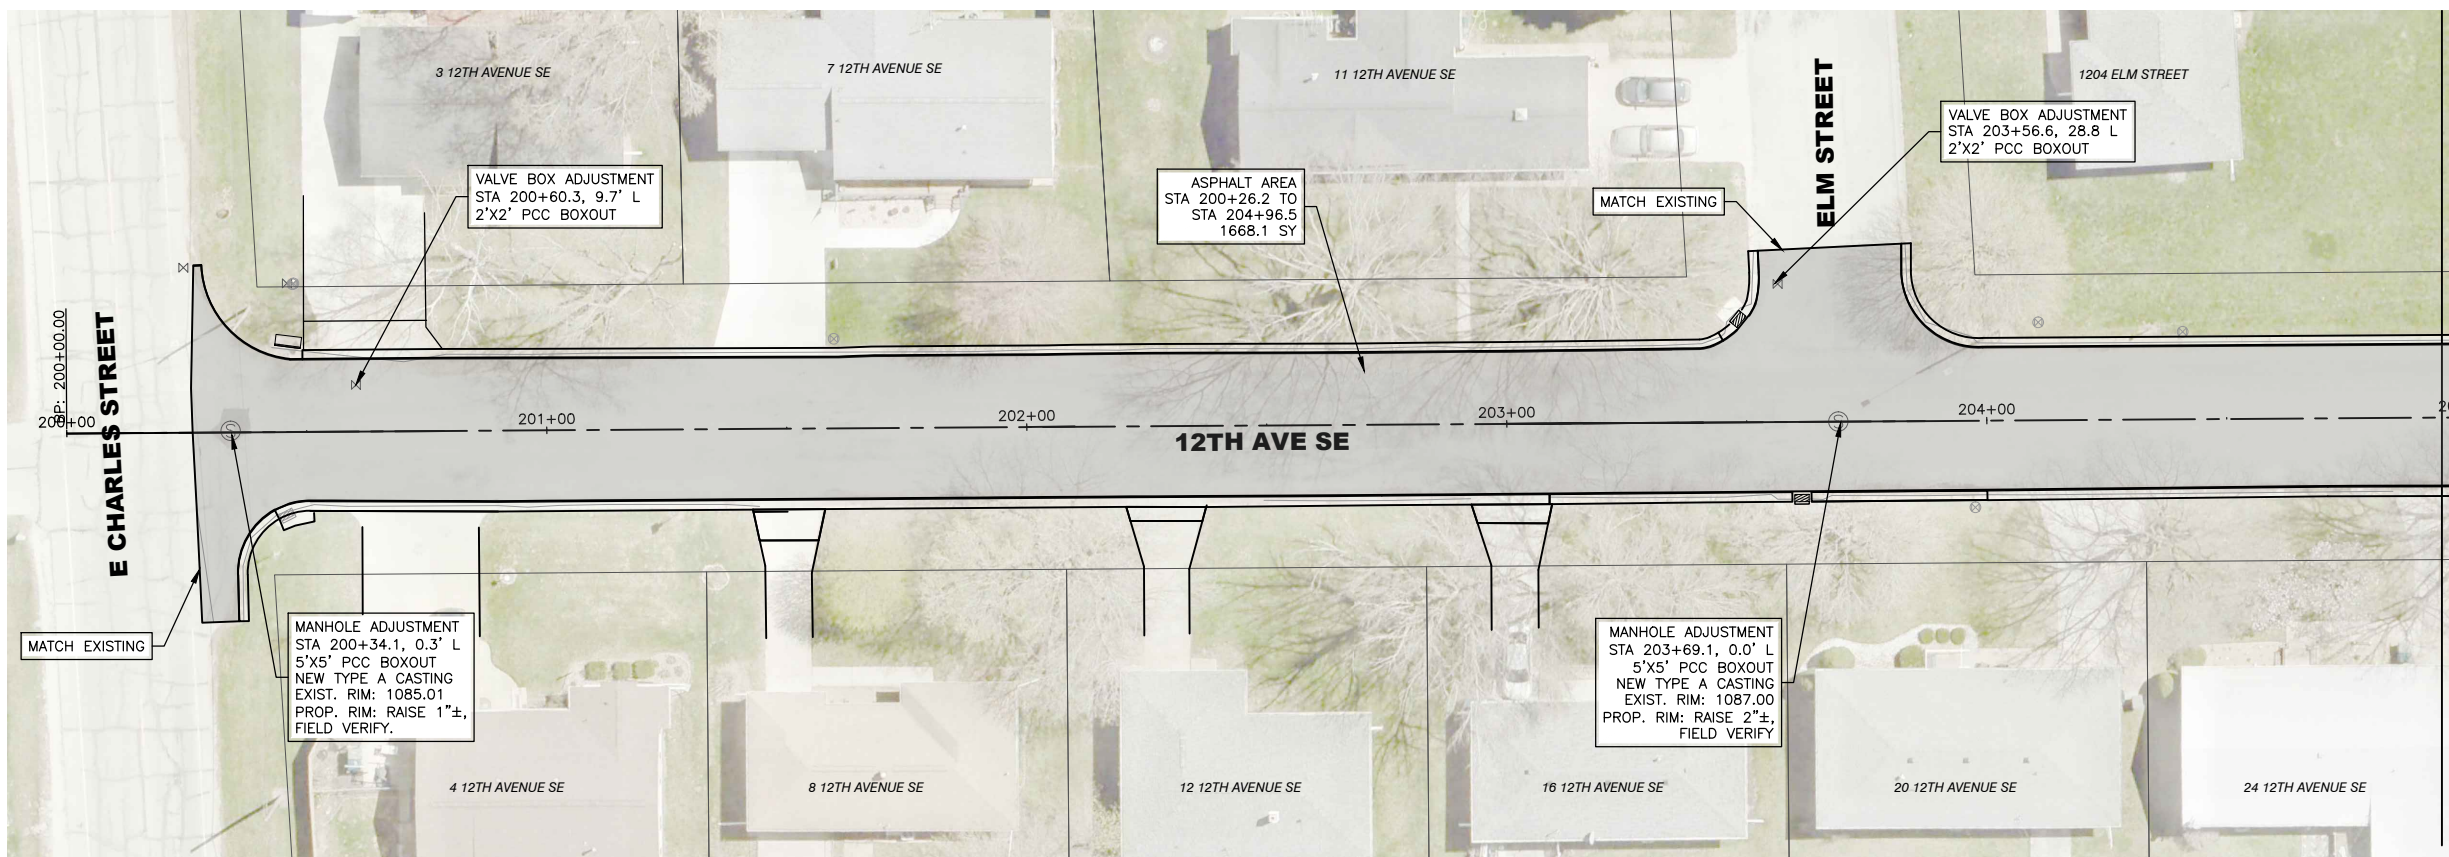 3 12TH AVENUE SE
7 12TH AVENUE SE
11 12TH AVENUE SE
1204 ELM STREET
ELM STREET
VALVE BOX ADJUSTMENT
STA 203+56.6, 28.8 L
2'X2' PCC BOXOUT
VALVE BOX ADJUSTMENT
STA 200+60.3, 9.7' L
2'X2' PCC BOXOUT
ASPHALT AREA
STA 200+26.2 TO
STA 204+96.5
1668.1 SY
MATCH EXISTING
BP: 200+00.00
E CHARLES STREET
200+00
201+00
202+00
203+00
204+00
12TH AVE SE
MATCH EXISTING
MANHOLE ADJUSTMENT
STA 200+34.1, 0.3' L
5'X5' PCC BOXOUT
NEW TYPE A CASTING
EXIST. RIM: 1085.01
PROP. RIM: RAISE 1"±,
FIELD VERIFY.
MANHOLE ADJUSTMENT
STA 203+69.1, 0.0' L
5'X5' PCC BOXOUT
NEW TYPE A CASTING
EXIST. RIM: 1087.00
PROP. RIM: RAISE 2"±,
FIELD VERIFY
4 12TH AVENUE SE
8 12TH AVENUE SE
12 12TH AVENUE SE
16 12TH AVENUE SE
20 12TH AVENUE SE
24 12TH AVENUE SE